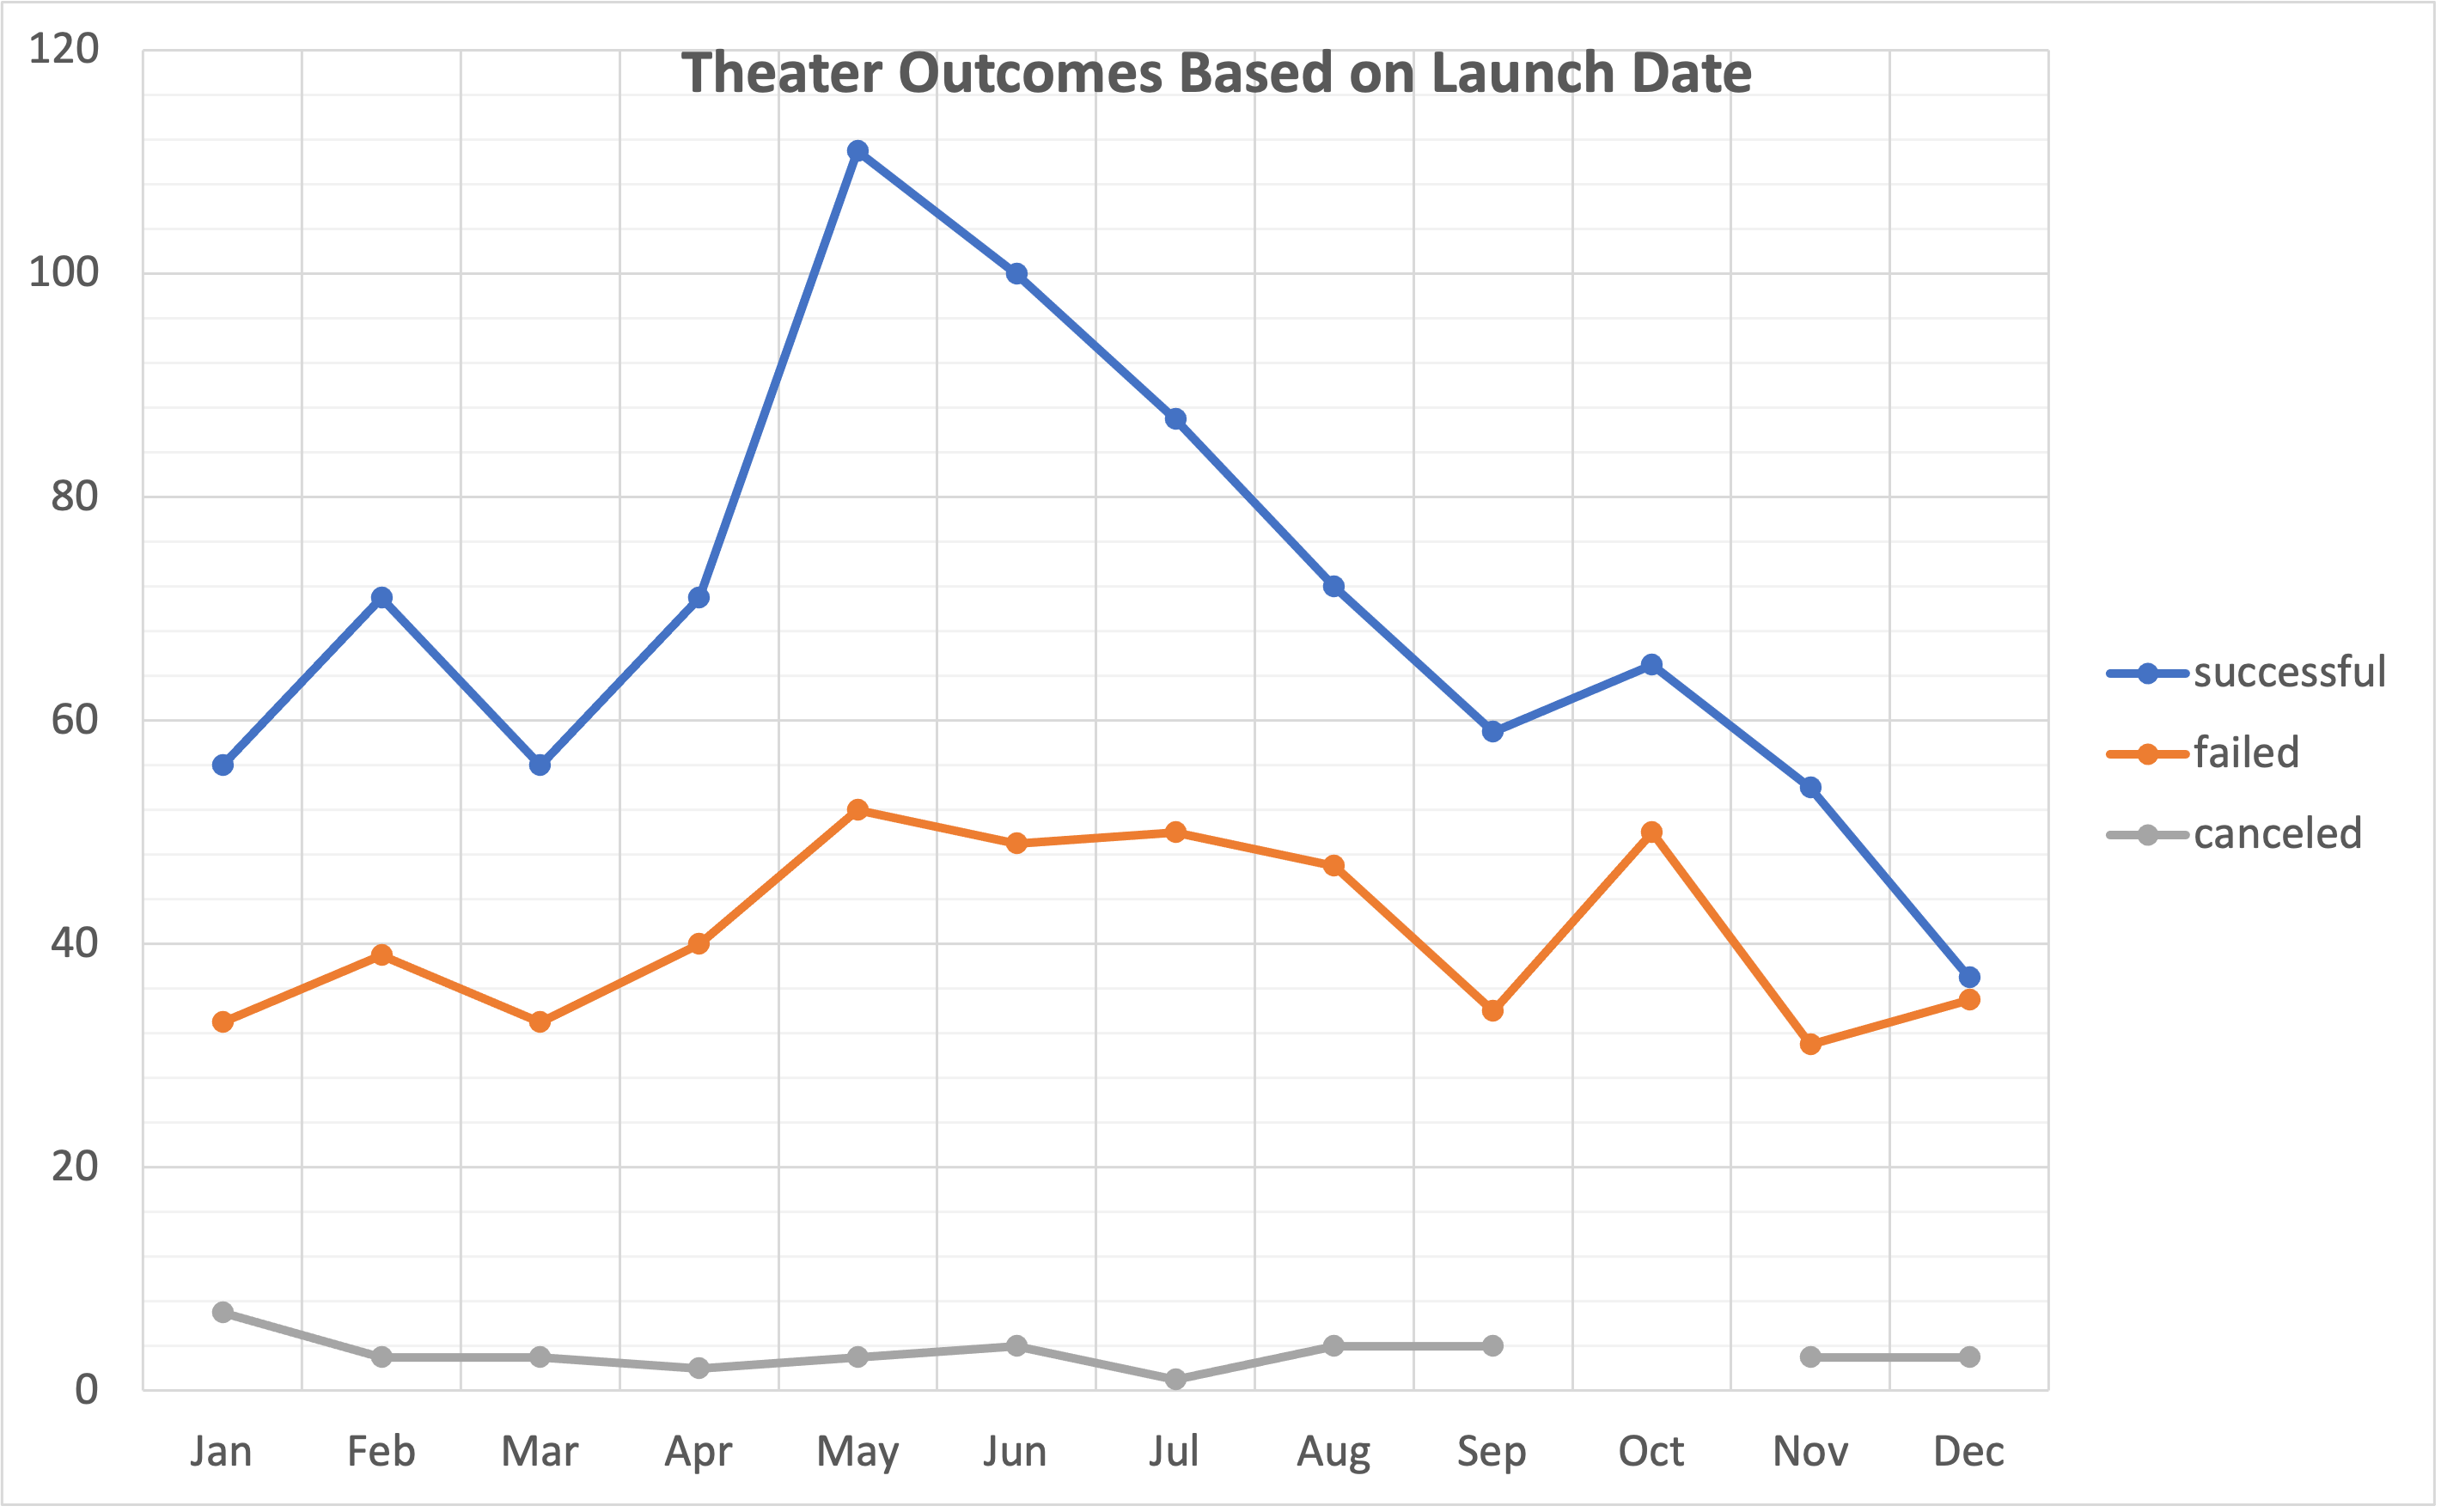 Theater Outcomes Based on Launch Date
120
100
80
60
40
20
0
Jan Feb Mar Apr May Jun Jul Aug Sep Oct Nov Dec
successful
failed
canceled